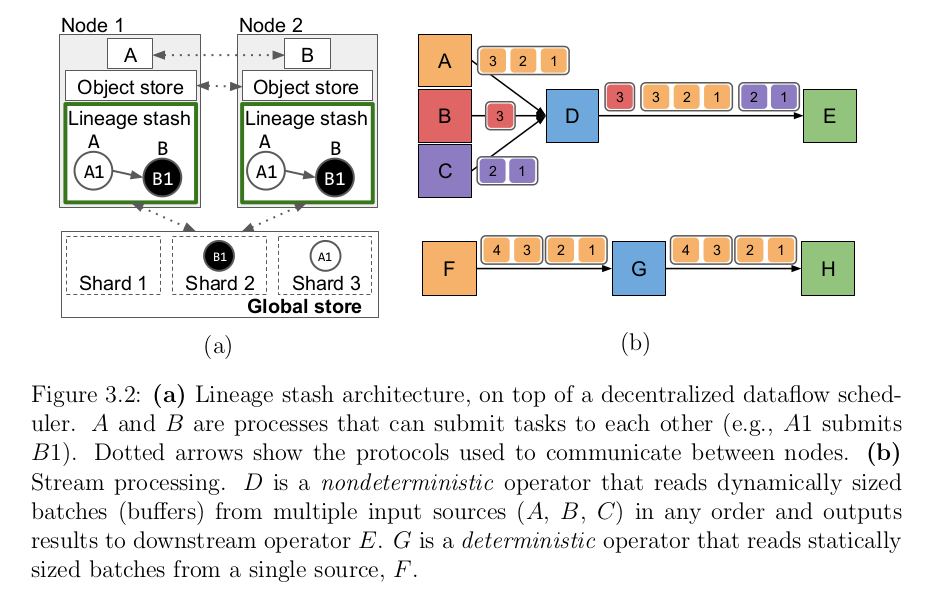 Node 1
Node 2
A
B
Object store
Object store
Lineage stash
Lineage stash
A
B
A
B
A1
B1
A1
B1
B1
A1
Shard 1
Shard 2
Shard 3
Global store
(a)
A
3 2 1
B
3
C
2 1
D
3
3 2 1
2 1
E
F
4 3
2 1
G
4 3
2 1
H
(b)
Figure 3.2: (a) Lineage stash architecture, on top of a decentralized dataflow sched-
uler. A and B are processes that can submit tasks to each other (e.g., A1 submits
B1). Dotted arrows show the protocols used to communicate between nodes. (b)
Stream processing. D is a nondeterministic operator that reads dynamically sized
batches (buffers) from multiple input sources (A, B, C) in any order and outputs
results to downstream operator E. G is a deterministic operator that reads statically
sized batches from a single source, F.